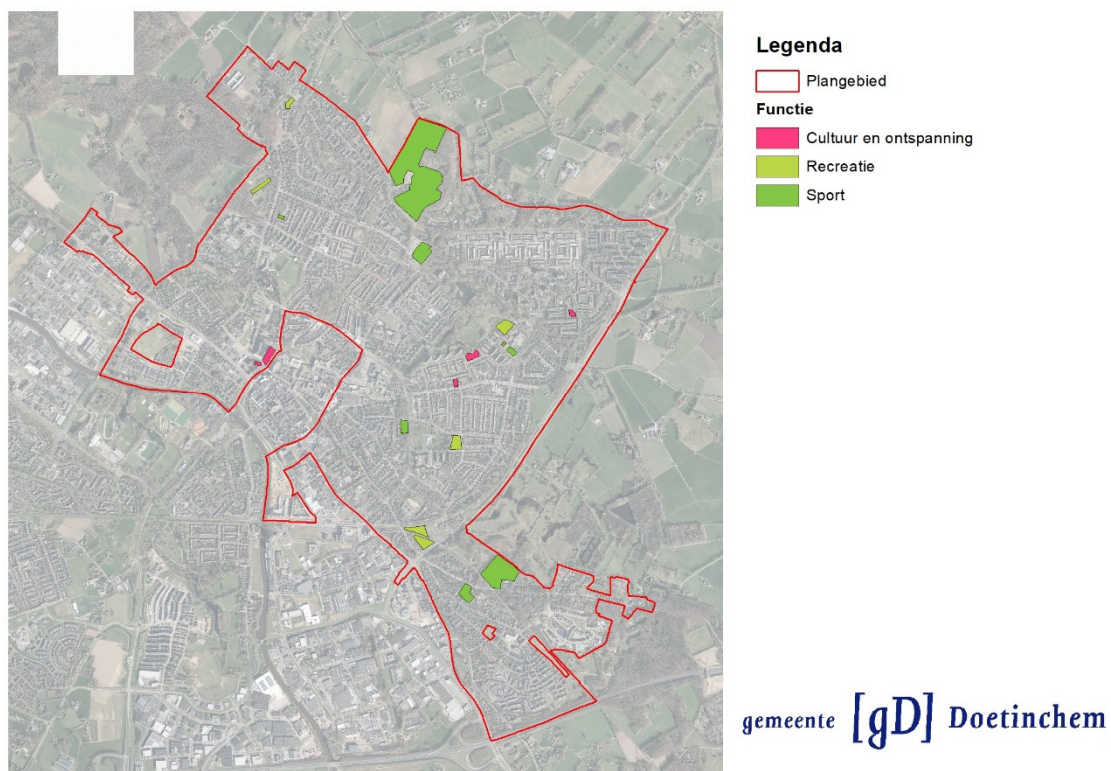 Legenda
Plangebied
Functie
Cultuur en ontspanning
Recreatie
Sport
gemeente [gD] Doetinchem